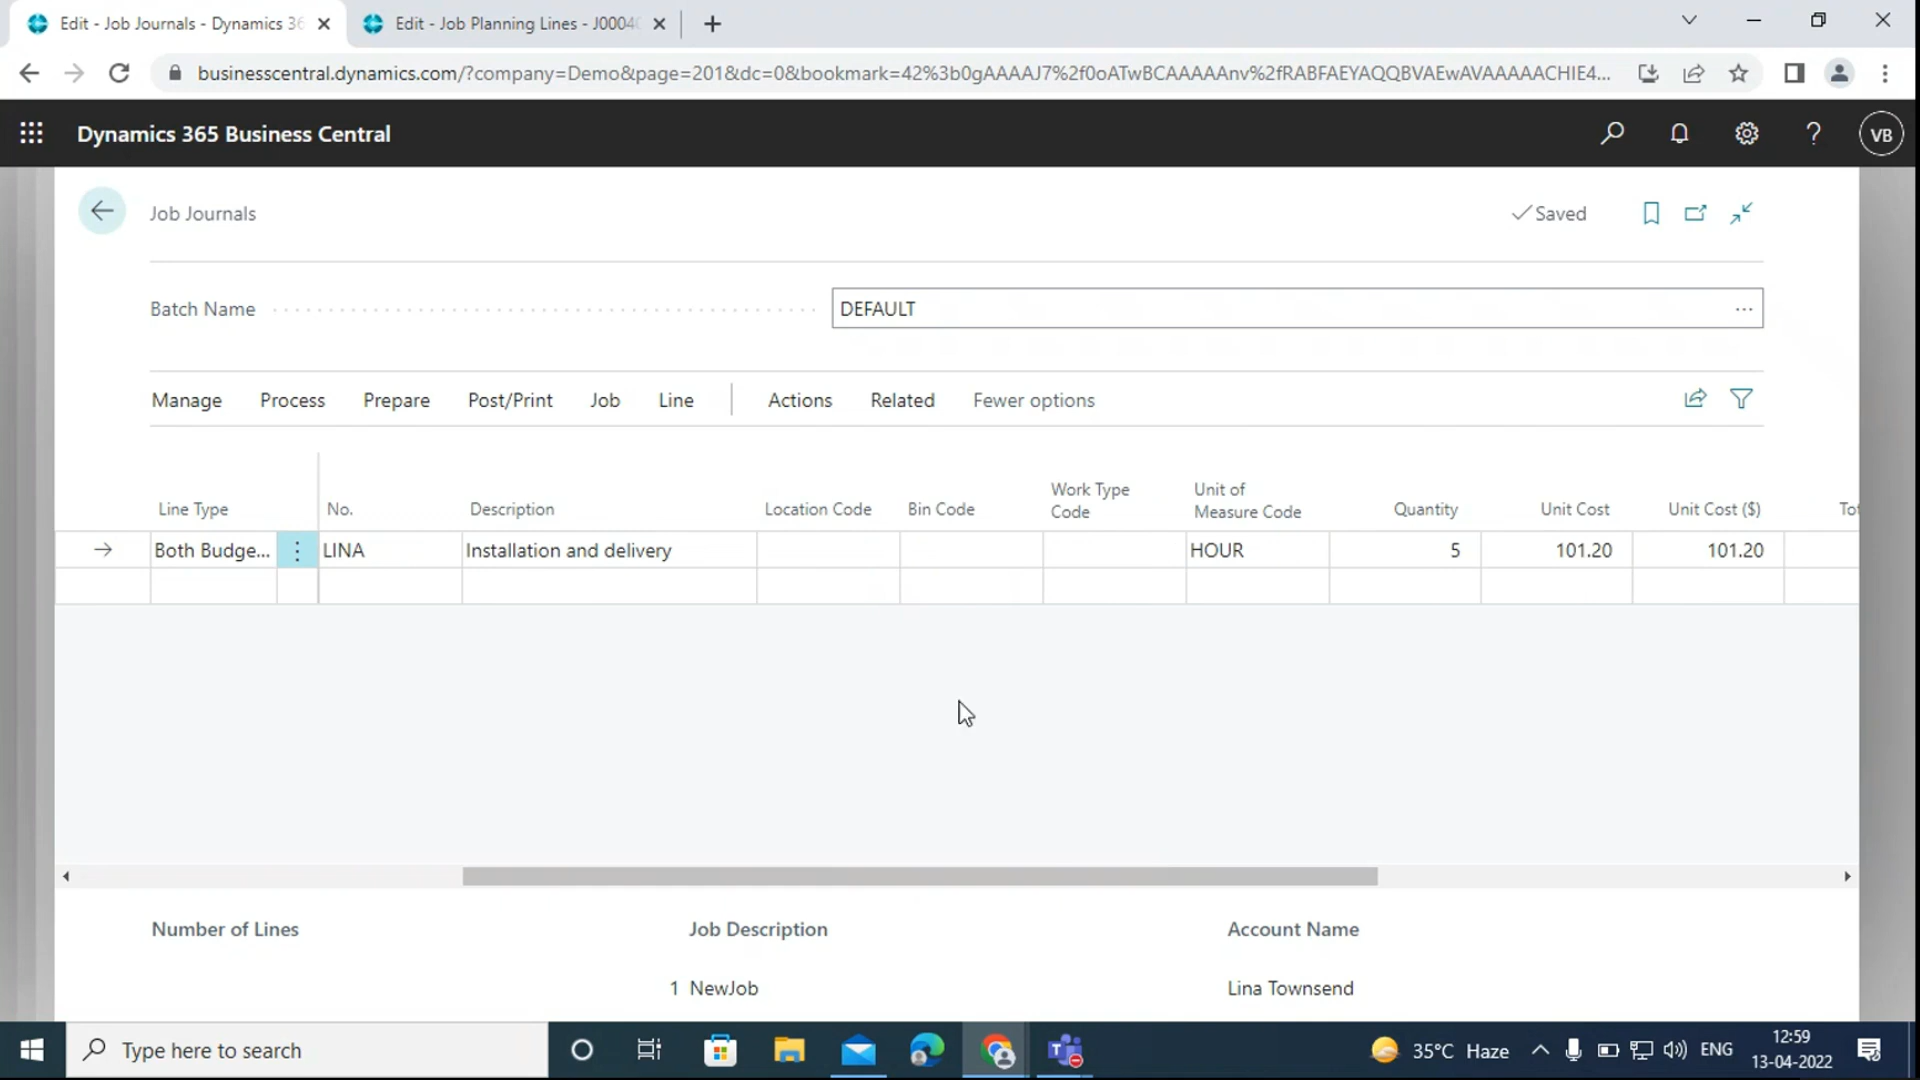 Edit - Job Journals - Dynamics 36
Edit - Job Planning Lines - J0004
businesscentral.dynamics.com/?company=Demo&page=201&dc=0&bookmark=42%3b0gAAAAJ7%2f0oATwBCAAAAAnv%2fRABFAEYAQQBVAEwAVAAAAACHIE4...
Dynamics 365 Business Central
VB
Job Journals
Saved
Batch Name
DEFAULT
Manage Process Prepare Post/Print Job Line Actions Related Fewer options
Line Type No. Description Location Code Bin Code Work Type Code Unit of Measure Code Quantity Unit Cost Unit Cost ($) Tot
Both Budge... LINA Installation and delivery HOUR 5 101.20 101.20
Number of Lines Job Description Account Name
1 NewJob Lina Townsend
Type here to search
35°C Haze
ENG
12:59
13-04-2022